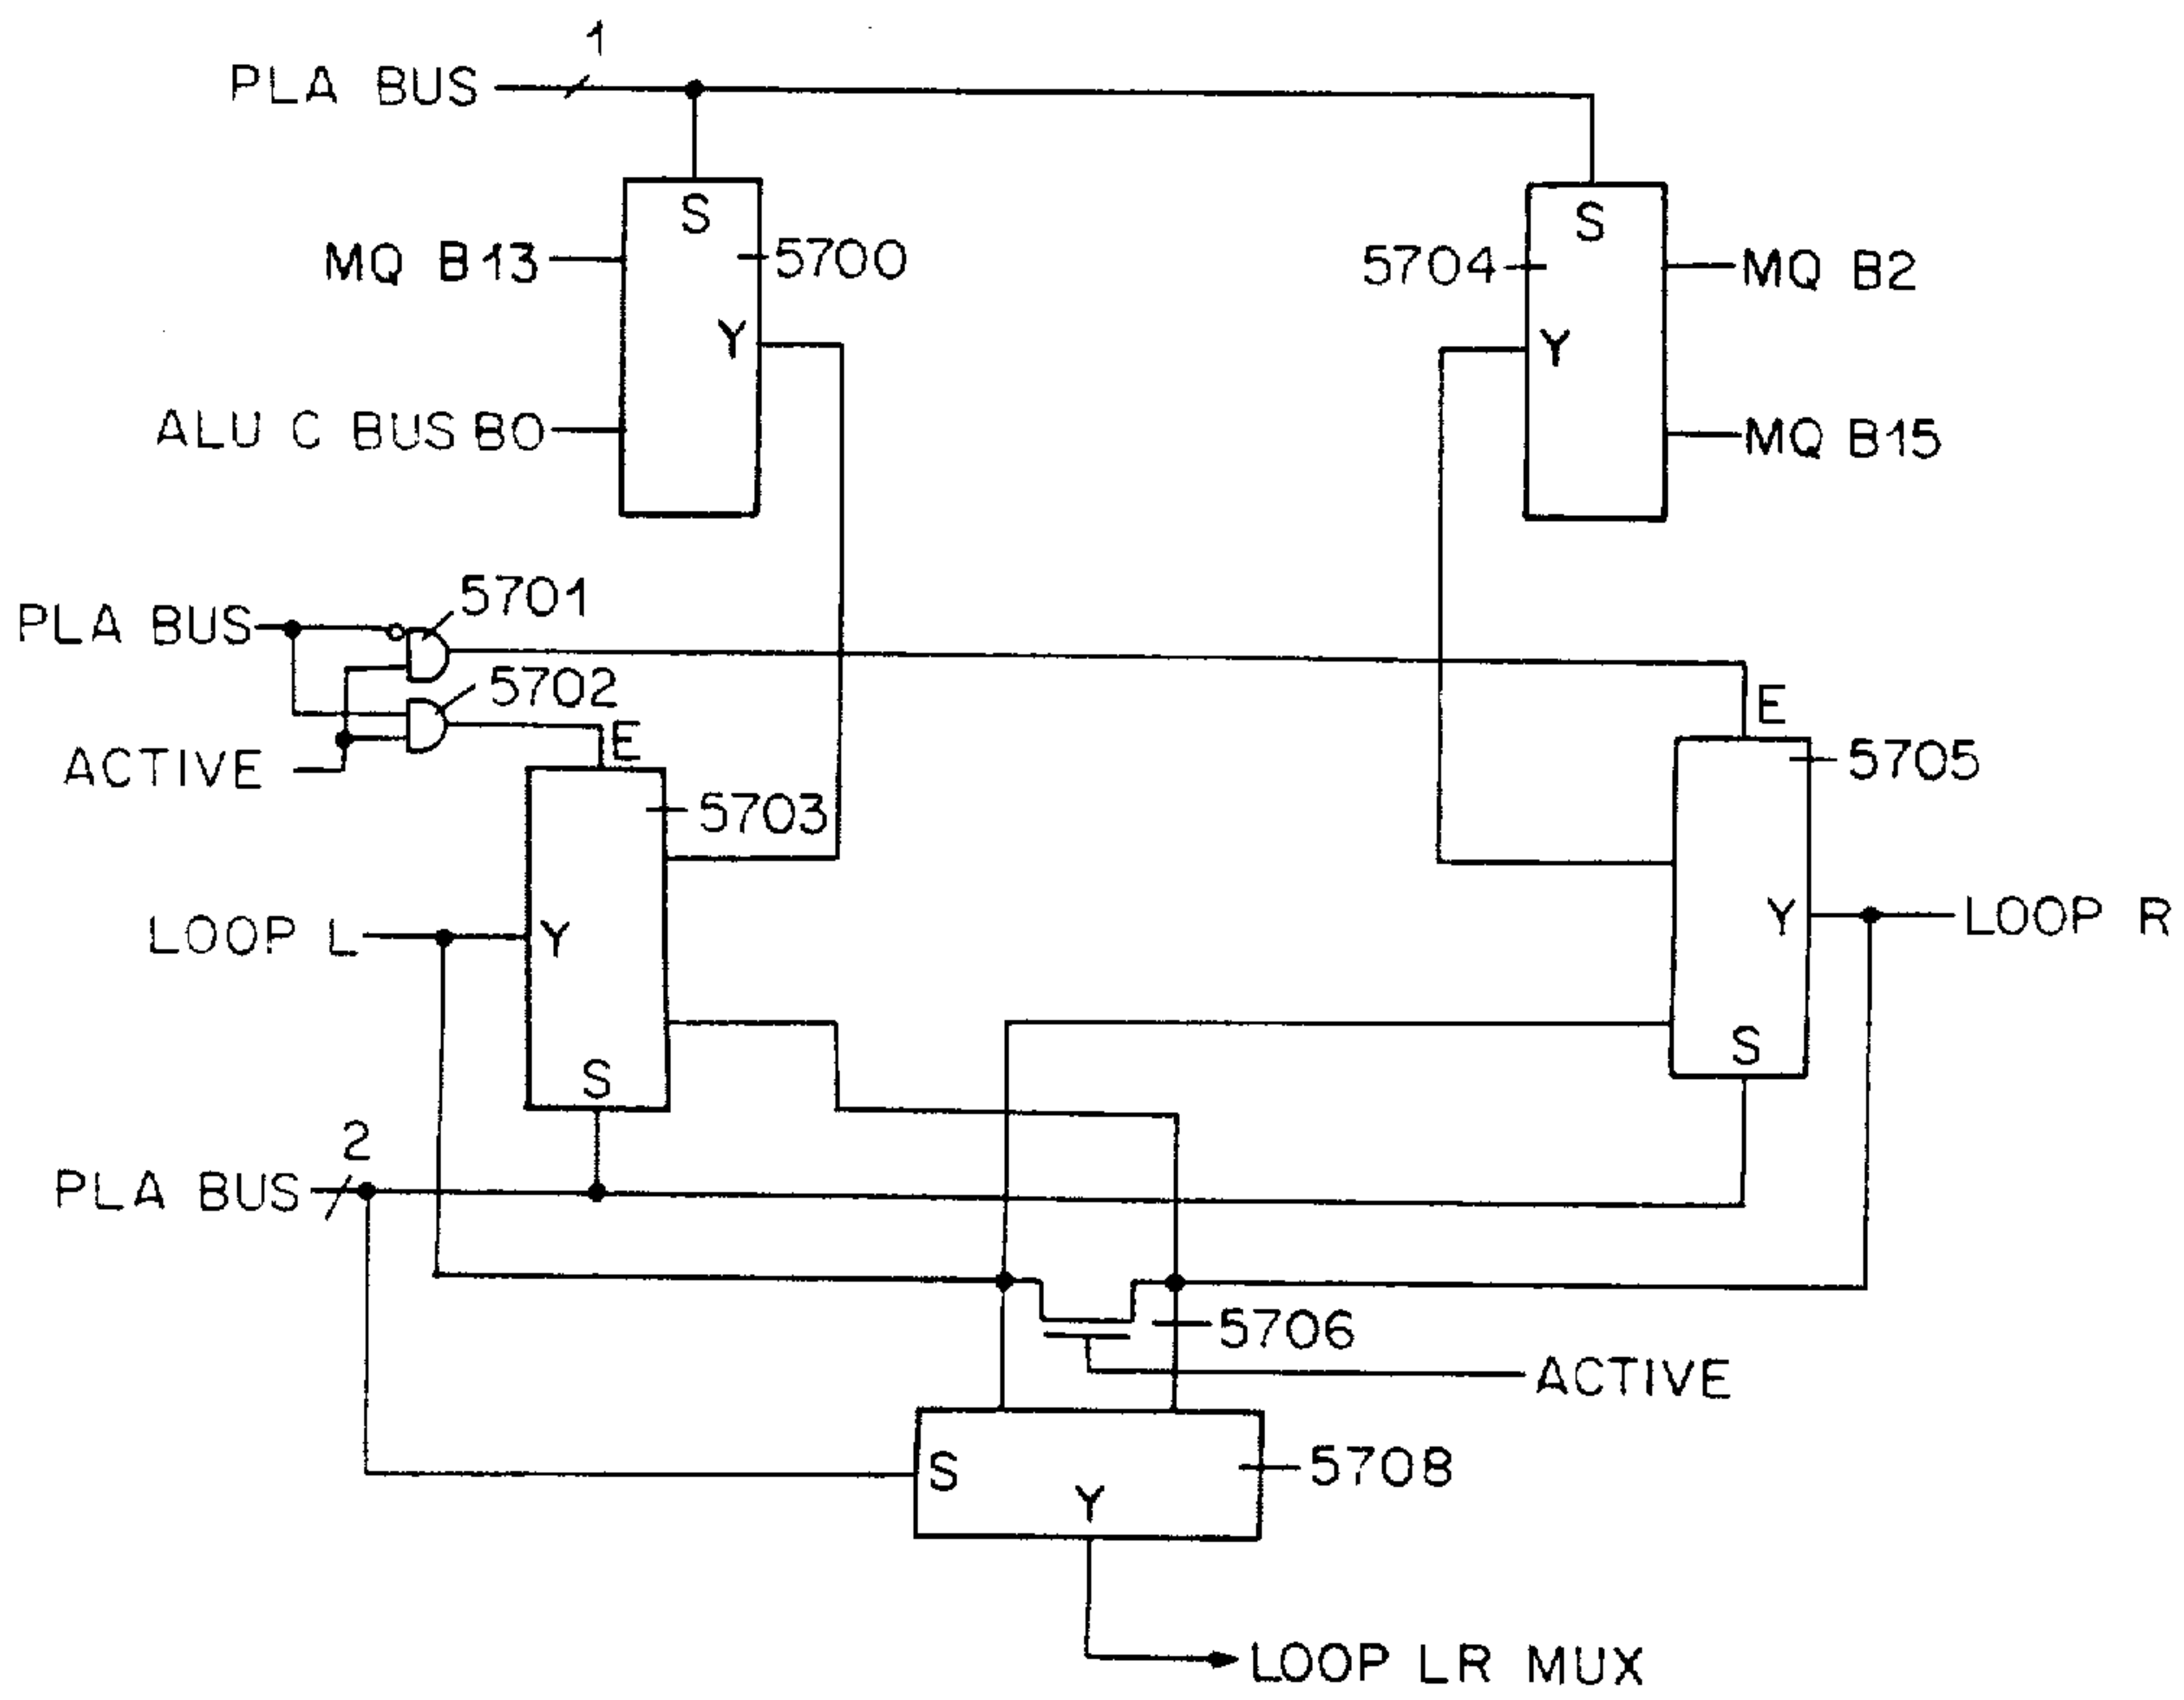 1
PLA BUS
S
S
MQ B13
5700
5704
MQ B2
Y
Y
ALU C BUS B0
MQ B15
5701
PLA BUS
5702
E
E
ACTIVE
5705
5703
LOOP L
Y
Y
LOOP R
S
S
2
PLA BUS
5706
ACTIVE
S
5708
Y
LOOP LR MUX